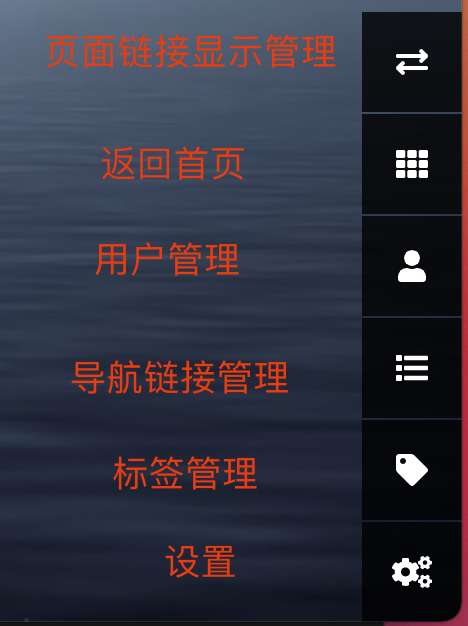 页面链接显示管理
返回首页
用户管理
导航链接管理
标签管理
设置